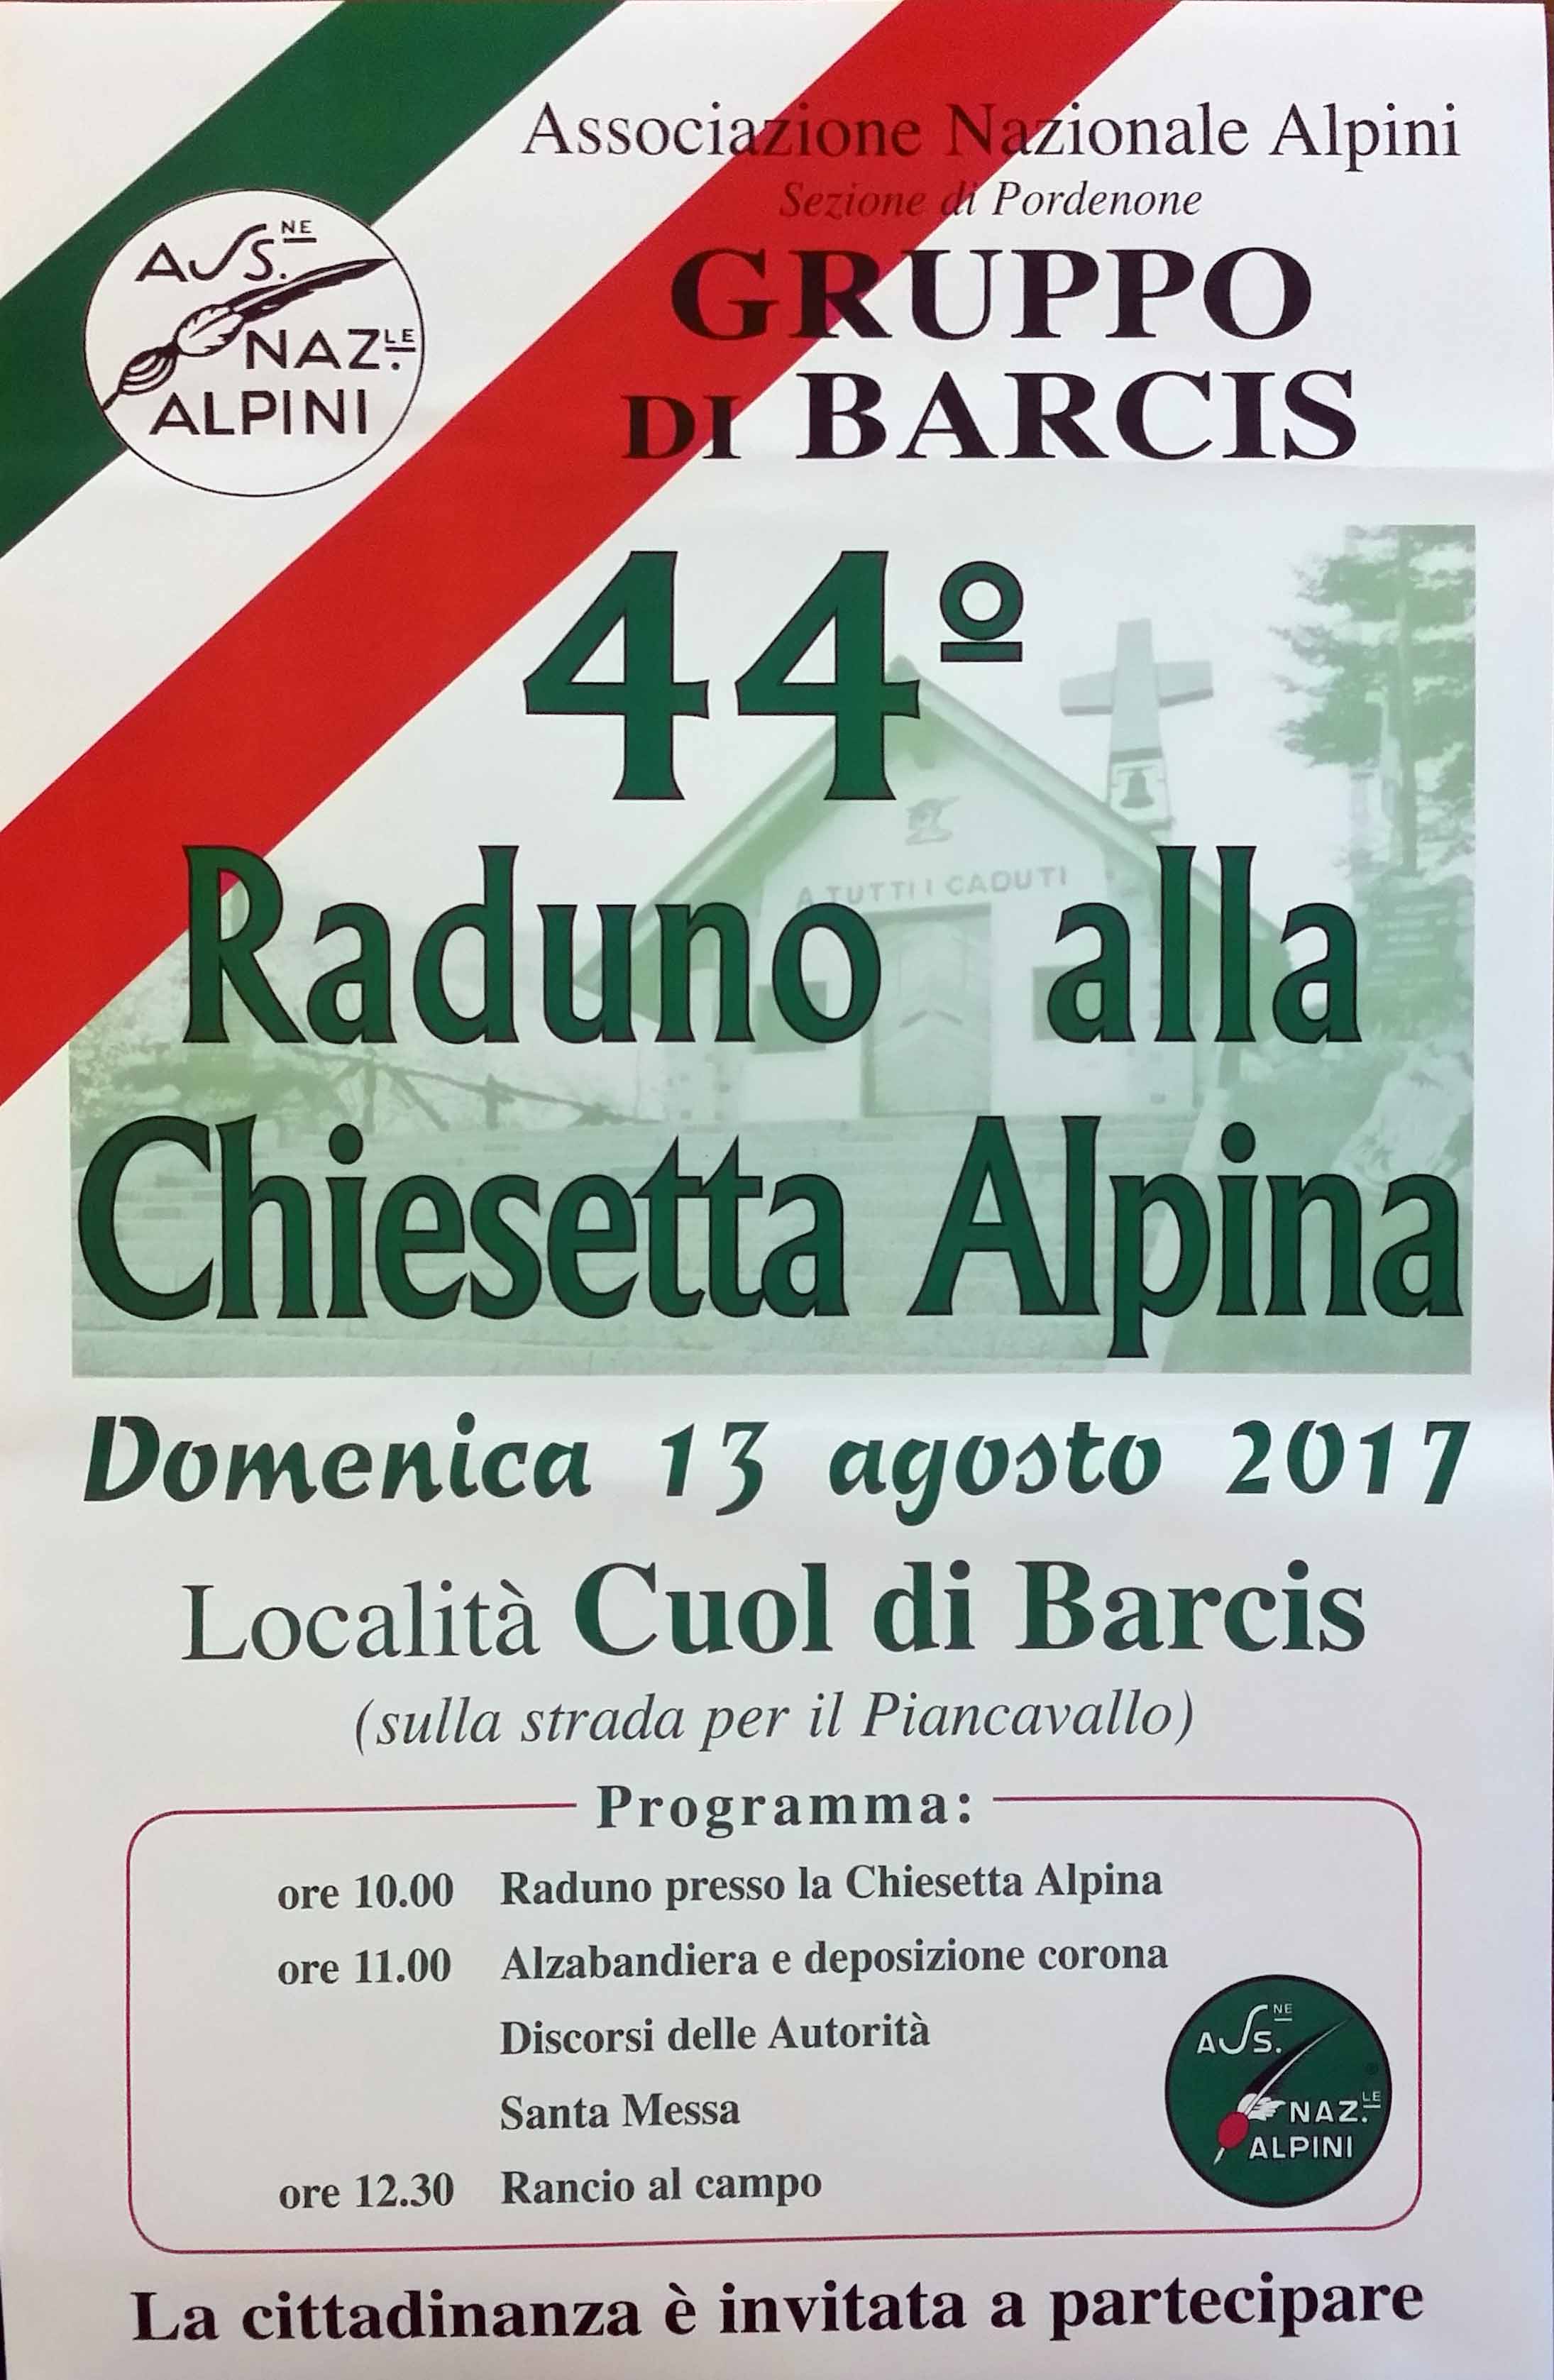 Associazione Nazionale Alpini
Sezione di Pordenone
GRUPPO
DI BARCIS
ASS.NE
NAZ.LE
ALPINI
44º
A TUTTI I CADUTI
Raduno alla
Chiesetta Alpina
Domenica 13 agosto 2017
Località Cuol di Barcis
(sulla strada per il Piancavallo)
Programma:
ore 10.00 Raduno presso la Chiesetta Alpina
ore 11.00 Alzabandiera e deposizione corona
Discorsi delle Autorità
Santa Messa
ore 12.30 Rancio al campo
ASS.NE
NAZ.LE
ALPINI
La cittadinanza è invitata a partecipare